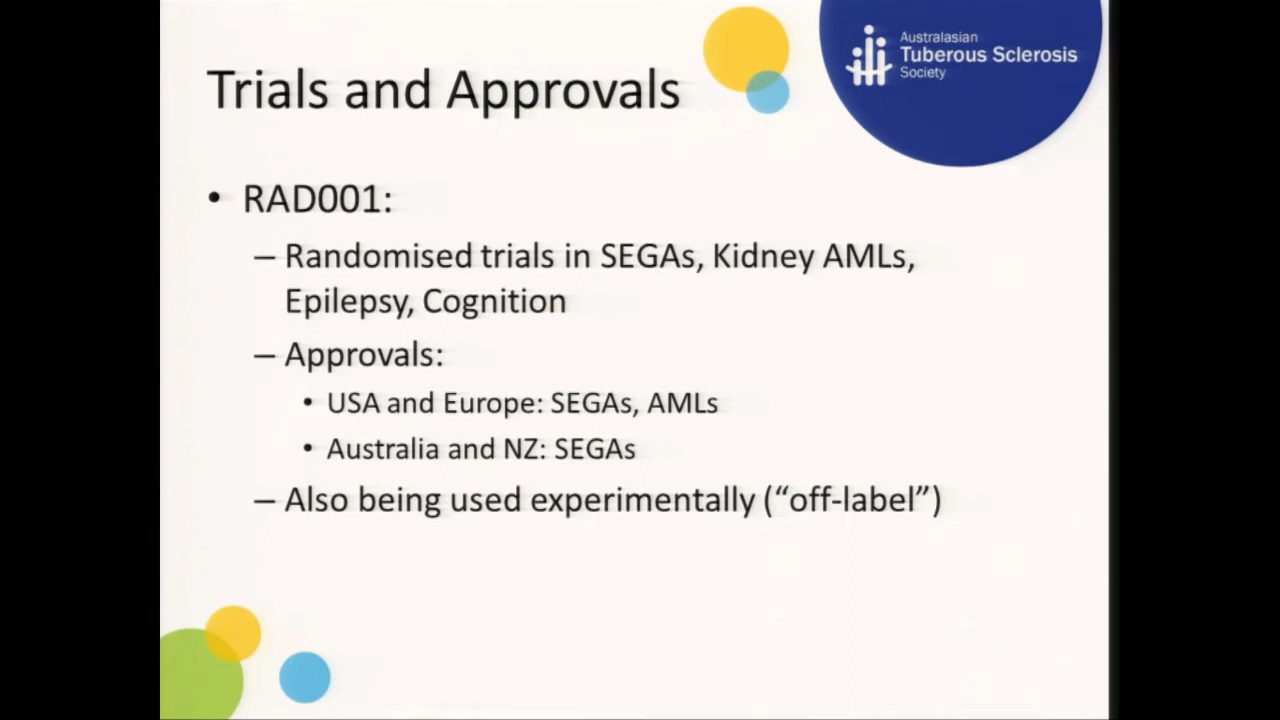 Australasian
Tuberous Sclerosis
Society
Trials and Approvals
• RAD001:
– Randomised trials in SEGAs, Kidney AMLs,
Epilepsy, Cognition
– Approvals:
• USA and Europe: SEGAs, AMLs
• Australia and NZ: SEGAs
– Also being used experimentally (“off-label”)